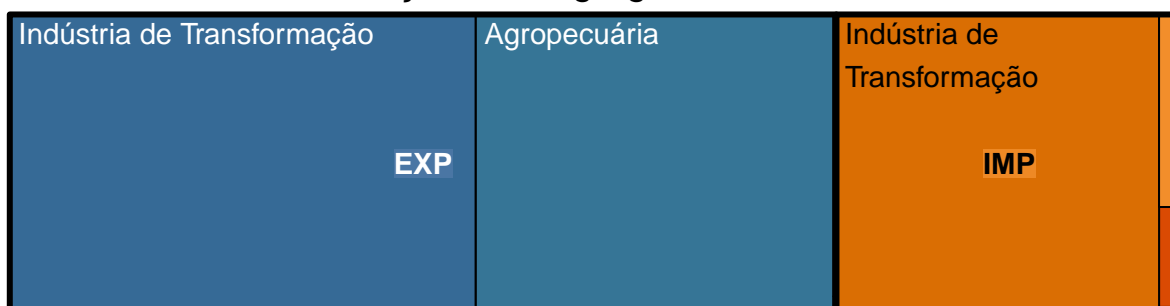 Indústria de Transformação
Agropecuária
Indústria de
Transformação
EXP
IMP